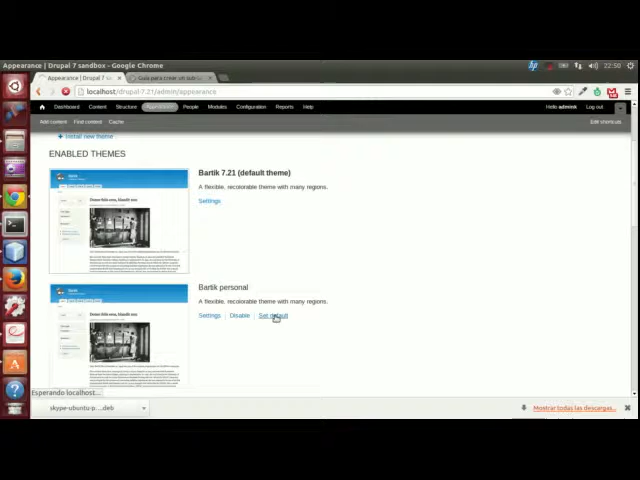 Appearance | Drupal 7 sandbox - Google Chrome
22:50
Appearance | Drupal 7 sa
Guía para crear un sub-
localhost/drupal-7.21/admin/appearance
Dashboard Content Structure Appearance People Modules Configuration Reports Help
Hello admink Log out
Add content Find content Cache
Edit shortcuts
+ Install new theme
ENABLED THEMES
Bartik 7.21 (default theme)
A flexible, recolorable theme with many regions.
Settings
Bartik personal
A flexible, recolorable theme with many regions.
Settings Disable Set default
Esperando localhost...
skype-ubuntu-p....deb
Mostrar todas las descargas...